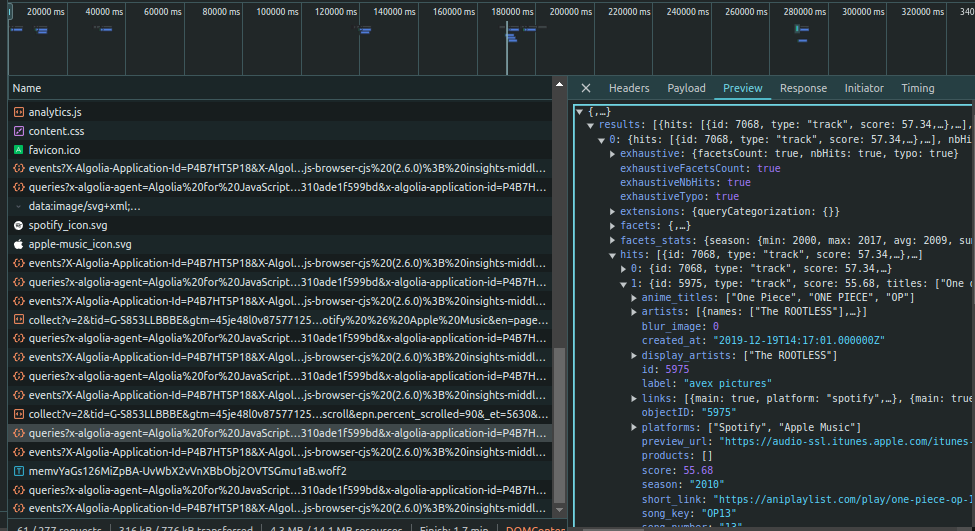 20000 ms 40000 ms 60000 ms 80000 ms 100000 ms 120000 ms 140000 ms 160000 ms 180000 ms 200000 ms 220000 ms 240000 ms 260000 ms 280000 ms 300000 ms 320000 ms 340
Name
analytics.js
content.css
favicon.ico
events?X-Algolia-Application-Id=P4B7HT5P18&X-Algol...js-browser-cjs%20(2.6.0)%3B%20insights-middl...
queries?x-algolia-agent=Algolia%20for%20JavaScript...310ade1f599bd&x-algolia-application-id=P4B7H...
data:image/svg+xml;...
spotify_icon.svg
apple-music_icon.svg
events?X-Algolia-Application-Id=P4B7HT5P18&X-Algol...js-browser-cjs%20(2.6.0)%3B%20insights-middl...
queries?x-algolia-agent=Algolia%20for%20JavaScript...310ade1f599bd&x-algolia-application-id=P4B7H...
events?X-Algolia-Application-Id=P4B7HT5P18&X-Algol...js-browser-cjs%20(2.6.0)%3B%20insights-middl...
collect?v=2&tid=G-S853LLBBBE&gtm=45je48l0v87577125...otify%20%26%20Apple%20Music&en=page...
queries?x-algolia-agent=Algolia%20for%20JavaScript...310ade1f599bd&x-algolia-application-id=P4B7H...
events?X-Algolia-Application-Id=P4B7HT5P18&X-Algol...js-browser-cjs%20(2.6.0)%3B%20insights-middl...
queries?x-algolia-agent=Algolia%20for%20JavaScript...310ade1f599bd&x-algolia-application-id=P4B7H...
events?X-Algolia-Application-Id=P4B7HT5P18&X-Algol...js-browser-cjs%20(2.6.0)%3B%20insights-middl...
collect?v=2&tid=G-S853LLBBBE&gtm=45je48l0v87577125...scroll&epn.percent_scrolled=90&_et=5630&...
queries?x-algolia-agent=Algolia%20for%20JavaScript...310ade1f599bd&x-algolia-application-id=P4B7H...
events?X-Algolia-Application-Id=P4B7HT5P18&X-Algol...js-browser-cjs%20(2.6.0)%3B%20insights-middl...
memvYaGs126MiZpBA-UvWbX2vVnXBbObj2OVTSGmu1aB.woff2
queries?x-algolia-agent=Algolia%20for%20JavaScript...310ade1f599bd&x-algolia-application-id=P4B7H...
events?X-Algolia-Application-Id=P4B7HT5P18&X-Algol...js-browser-cjs%20(2.6.0)%3B%20insights-middl...
61 / 277 requests 316 kB / 776 kB transferred 4.3 MB / 14.1 MB resources Finish: 1.7 min DOMConten
Headers Payload Preview Response Initiator Timing
{,…}
results: [{hits: [{id: 7068, type: "track", score: 57.34,…},…],…
0: {hits: [{id: 7068, type: "track", score: 57.34,…},…], nbHi
exhaustive: {facetsCount: true, nbHits: true, typo: true}
exhaustiveFacetsCount: true
exhaustiveNbHits: true
exhaustiveTypo: true
extensions: {queryCategorization: {}}
facets: {,…}
facets_stats: {season: {min: 2000, max: 2017, avg: 2009, su
hits: [{id: 7068, type: "track", score: 57.34,…},…]
0: {id: 7068, type: "track", score: 57.34,…}
1: {id: 5975, type: "track", score: 55.68, titles: ["One
anime_titles: ["One Piece", "ONE PIECE", "OP"]
artists: [{names: ["The ROOTLESS"],…}]
blur_image: 0
created_at: "2019-12-19T14:17:01.000000Z"
display_artists: ["The ROOTLESS"]
id: 5975
label: "avex pictures"
links: [{main: true, platform: "spotify",…}, {main: true
objectID: "5975"
platforms: ["Spotify", "Apple Music"]
preview_url: "https://audio-ssl.itunes.apple.com/itunes-
products: []
score: 55.68
season: "2010"
short_link: "https://aniplaylist.com/play/one-piece-op-1
song_key: "OP13"
song_number: "13"